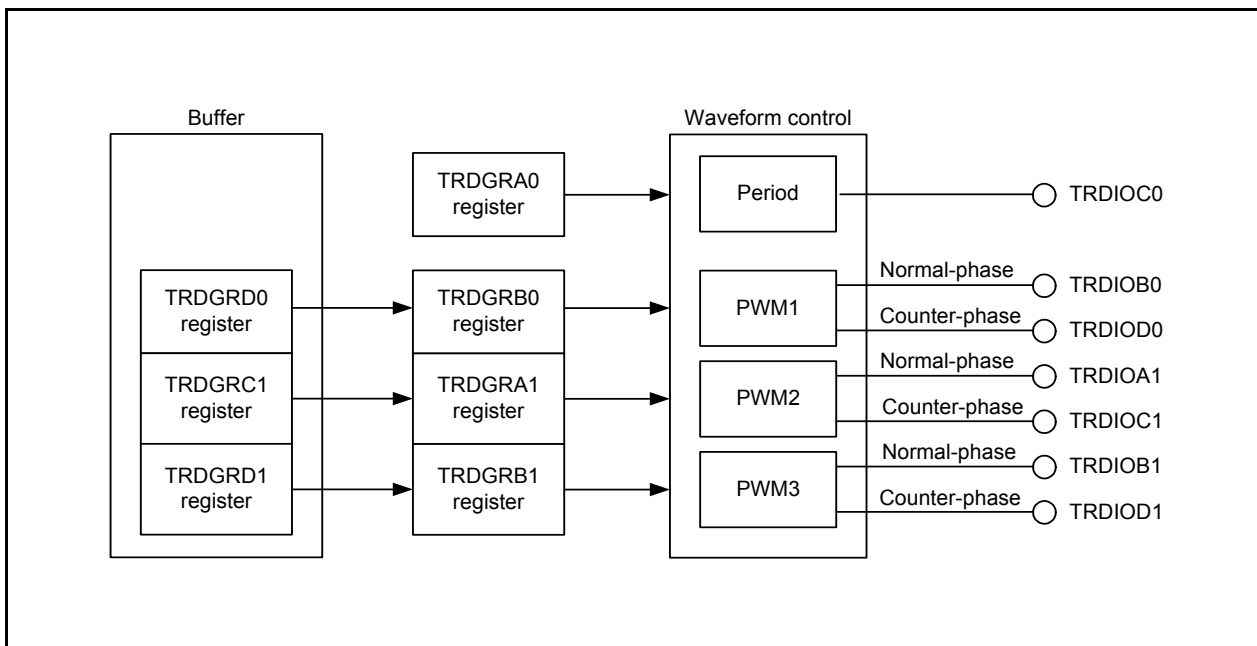 Buffer
Waveform control
TRDGRA0
register
Period
TRDIOC0
TRDGRD0
register
TRDGRB0
register
PWM1
Normal-phase
TRDIOB0
Counter-phase
TRDIOD0
TRDGRC1
register
TRDGRA1
register
PWM2
Normal-phase
TRDIOA1
Counter-phase
TRDIOC1
TRDGRD1
register
TRDGRB1
register
PWM3
Normal-phase
TRDIOB1
Counter-phase
TRDIOD1